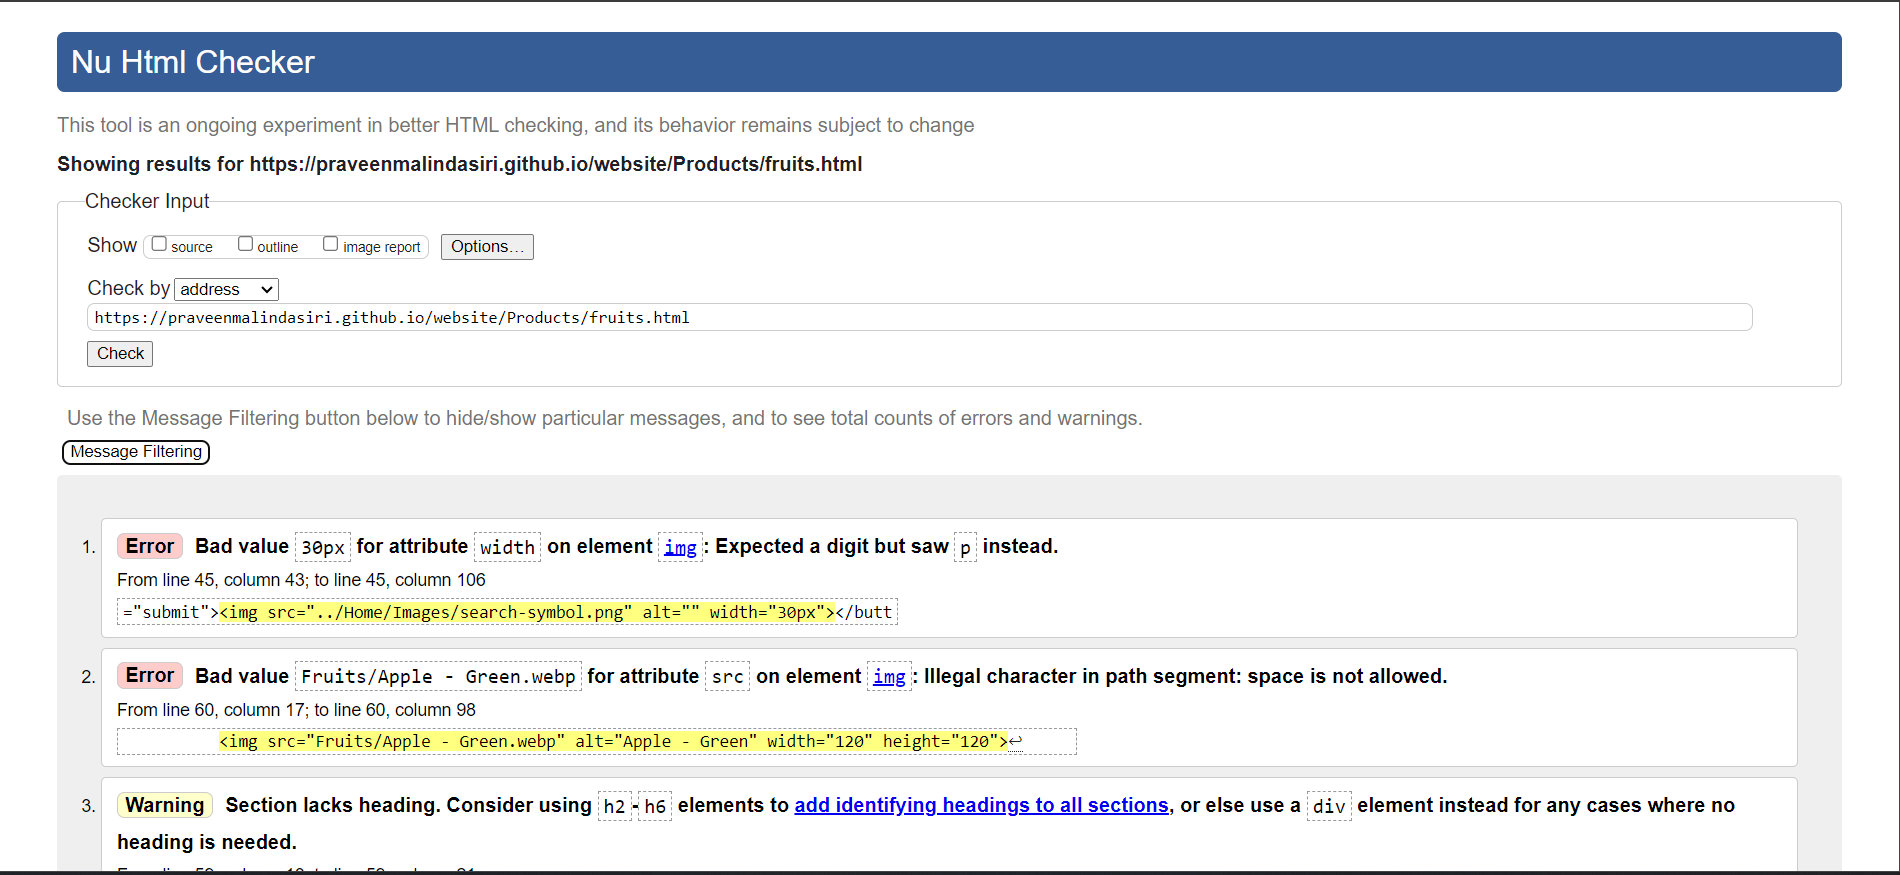 Nu Html Checker
This tool is an ongoing experiment in better HTML checking, and its behavior remains subject to change
Showing results for https://praveenmalindasiri.github.io/website/Products/fruits.html
Checker Input
Show source outline image report Options...
Check by address
https://praveenmalindasiri.github.io/website/Products/fruits.html
Check
Use the Message Filtering button below to hide/show particular messages, and to see total counts of errors and warnings.
Message Filtering
1. Error Bad value 30px for attribute width on element img: Expected a digit but saw p instead.
From line 45, column 43; to line 45, column 106
="submit"><img src="../Home/Images/search-symbol.png" alt="" width="30px"></butt
2. Error Bad value Fruits/Apple - Green.webp for attribute src on element img: Illegal character in path segment: space is not allowed.
From line 60, column 17; to line 60, column 98
<img src="Fruits/Apple - Green.webp" alt="Apple - Green" width="120" height="120">↩
3. Warning Section lacks heading. Consider using h2-h6 elements to add identifying headings to all sections, or else use a div element instead for any cases where no
heading is needed.